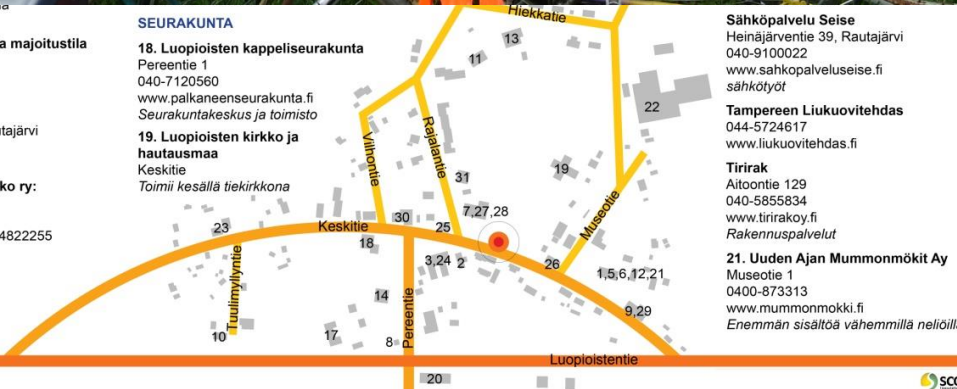 a majoitustila
utajärvi
ko ry:
4822255
SEURAKUNTA
18. Luopioisten kappeliseurakunta
Pereentie 1
040-7120560
www.palkaneenseurakunta.fi
Seurakuntakeskus ja toimisto
19. Luopioisten kirkko ja
hautausmaa
Keskitie
Toimii kesällä tiekirkkona
Hiekkatie
13
11
22
Vilhontie
Rajalantie
31
19
7,27,28
Museotie
23
Keskitie
30
25
18
3,24
2
26
1,5,6,12,21
Tuulimyllyntie
14
Pereentie
9,29
10
17
8
Luopioistentie
20
Sähköpalvelu Seise
Heinäjärventie 39, Rautajärvi
040-9100022
www.sahkopalveluseise.fi
sähkötyöt
Tampereen Liukuovitehdas
044-5724617
www.liukuovitehdas.fi
Tirirak
Aitoontie 129
040-5855834
www.tirirakoy.fi
Rakennuspalvelut
21. Uuden Ajan Mummonmökit Ay
Museotie 1
0400-873313
www.mummonmokki.fi
Enemmän sisältöä vähemmillä neliöillä
SCO